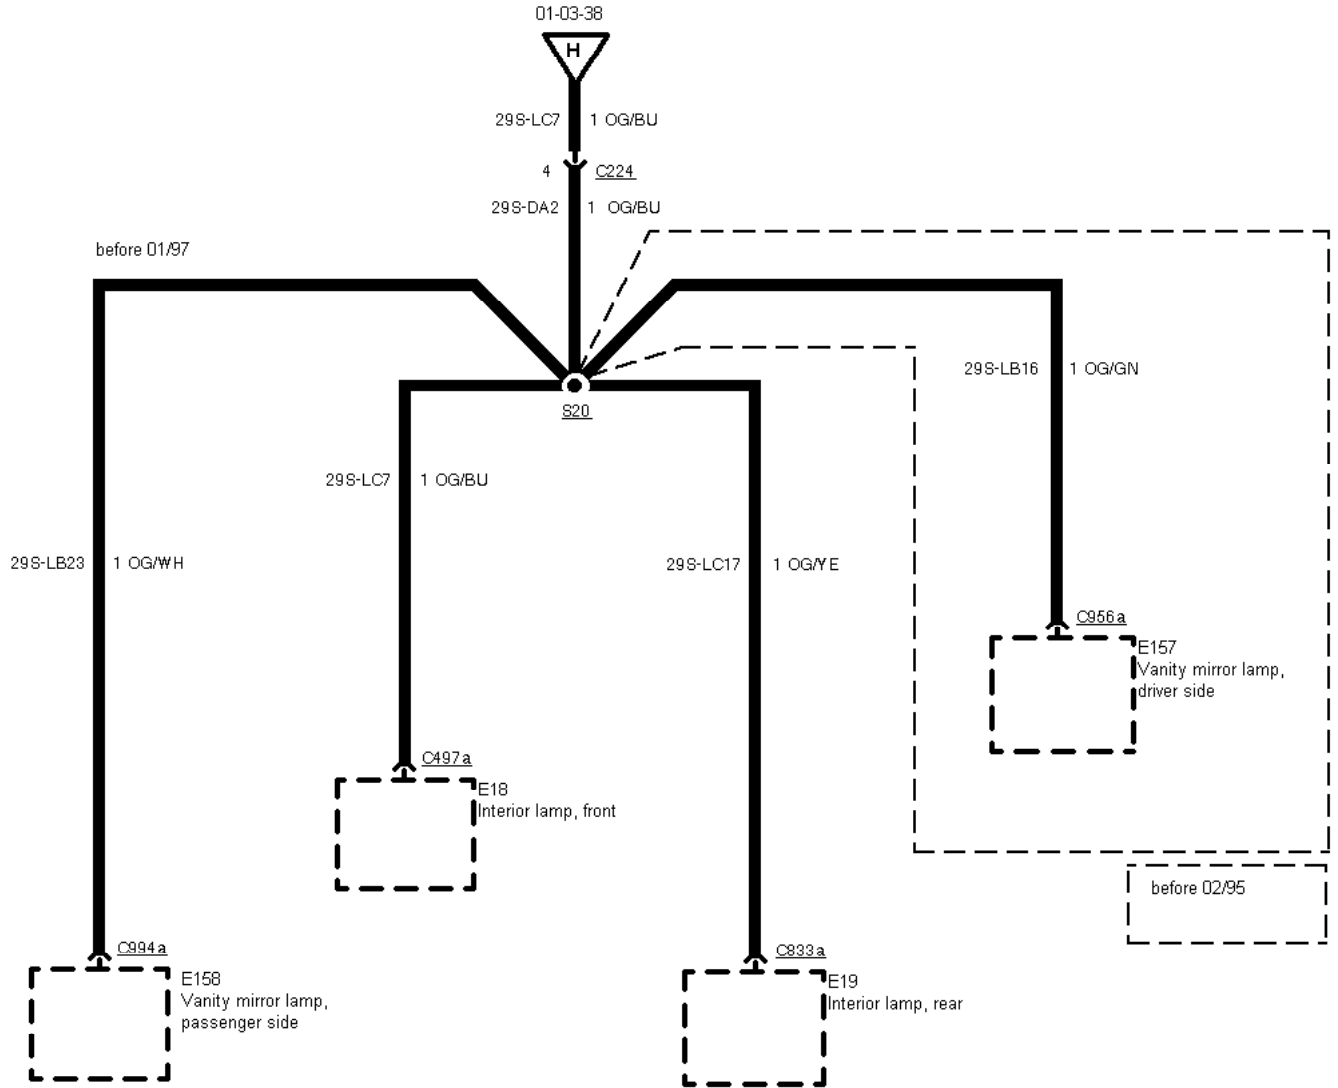 01-03-38
H
29S-LC7 1 OG/BU
4 C224
29S-DA2 1 OG/BU
before 01/97
29S-LB16 1 OG/GN
S20
29S-LC7 1 OG/BU
29S-LB23 1 OG/WH
29S-LC17 1 OG/YE
C956a
E157
Vanity mirror lamp,
driver side
C497a
E18
Interior lamp, front
before 02/95
C994a
E158
Vanity mirror lamp,
passenger side
C833a
E19
Interior lamp, rear